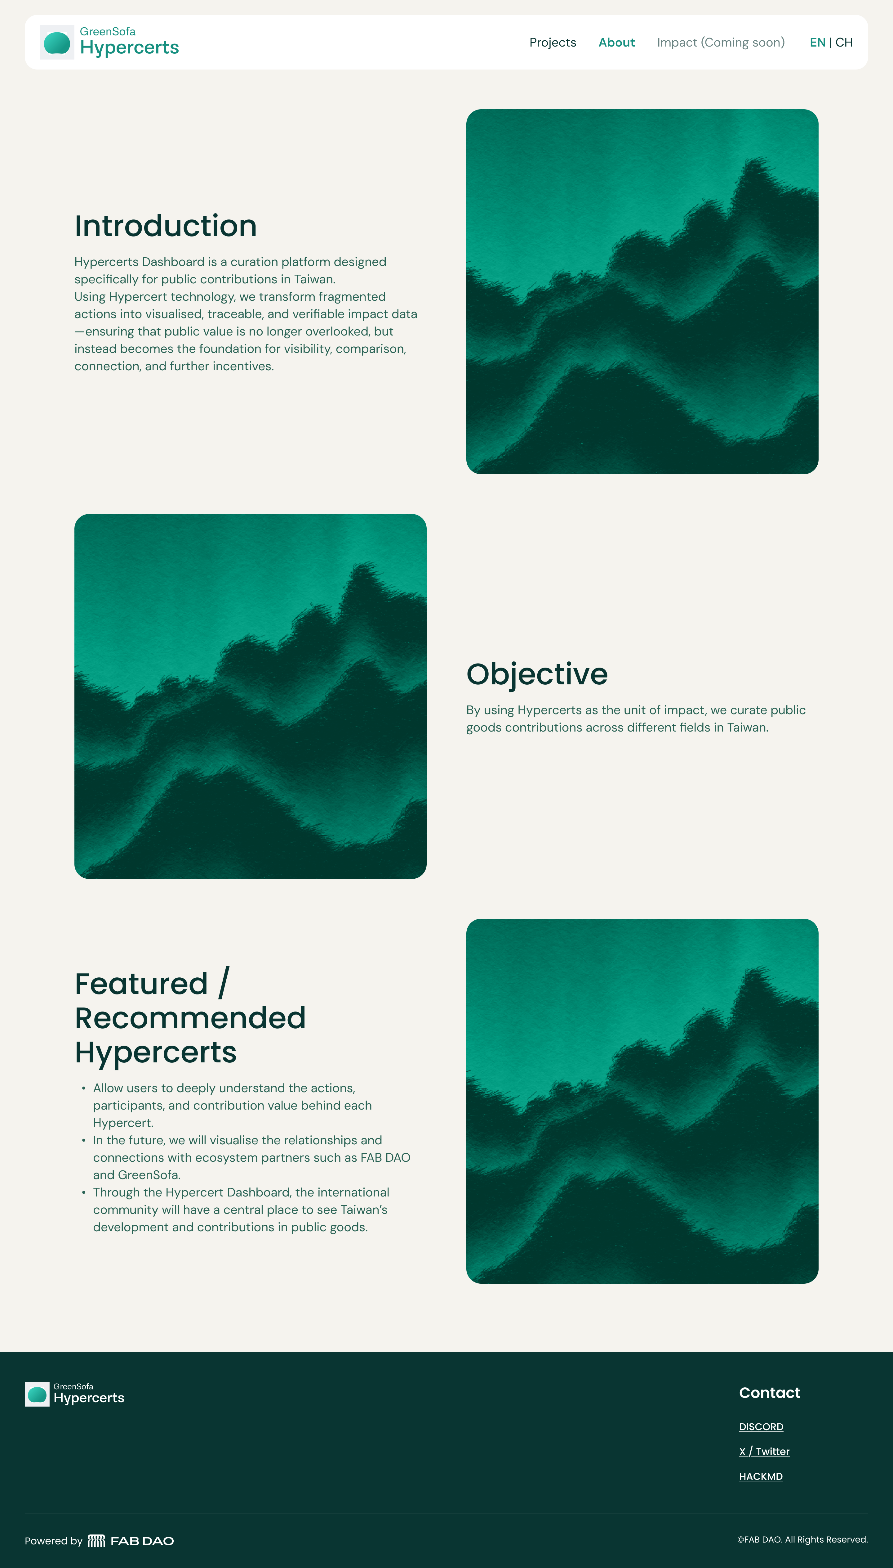 GreenSofa
Hypercerts
Projects
About
Impact (Coming soon)
EN | CH
Introduction
Hypercerts Dashboard is a curation platform designed
specifically for public contributions in Taiwan.
Using Hypercert technology, we transform fragmented
actions into visualised, traceable, and verifiable impact data
—ensuring that public value is no longer overlooked, but
instead becomes the foundation for visibility, comparison,
connection, and further incentives.
Objective
By using Hypercerts as the unit of impact, we curate public
goods contributions across different fields in Taiwan.
Featured /
Recommended
Hypercerts
• Allow users to deeply understand the actions,
participants, and contribution value behind each
Hypercert.
• In the future, we will visualise the relationships and
connections with ecosystem partners such as FAB DAO
and GreenSofa.
• Through the Hypercert Dashboard, the international
community will have a central place to see Taiwan's
development and contributions in public goods.
GreenSofa
Hypercerts
Contact
DISCORD
X / Twitter
HACKMD
Powered by FAB DAO
©FAB DAO. All Rights Reserved.